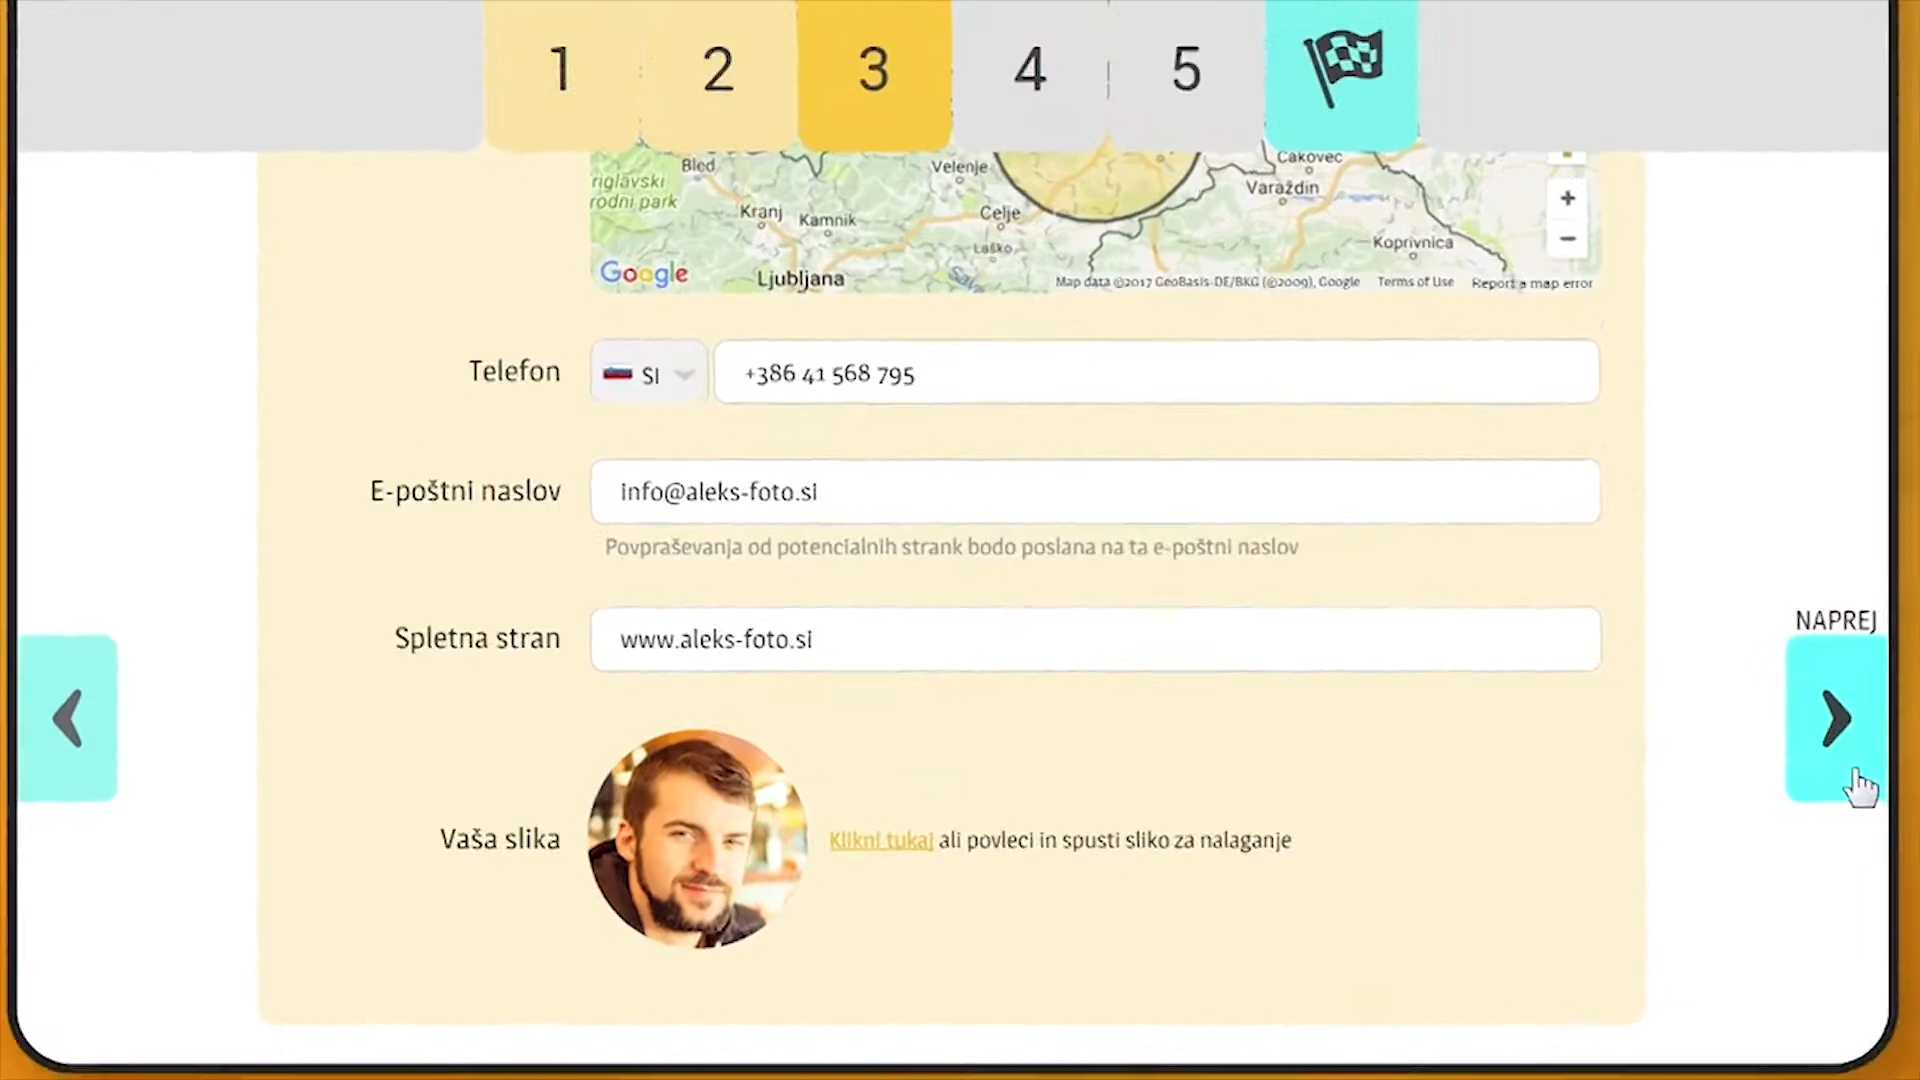 1 2 3 4 5
Bled
Velenje
Čakovec
riglavski
rodni park
Varaždin
Kranj
Kamnik
Celje
Koprivnica
Laško
Google
Ljubljana
Sav
Map data ©2017 GeoBasis-DE/BKG (©2009), Google Terms of Use Report a map error
Telefon
SI
+386 41 568 795
E-poštni naslov
info@aleks-foto.si
Povpraševanja od potencialnih strank bodo poslana na ta e-poštni naslov
Spletna stran
www.aleks-foto.si
NAPREJ
Vaša slika
Klikni tukaj ali povleci in spusti sliko za nalaganje